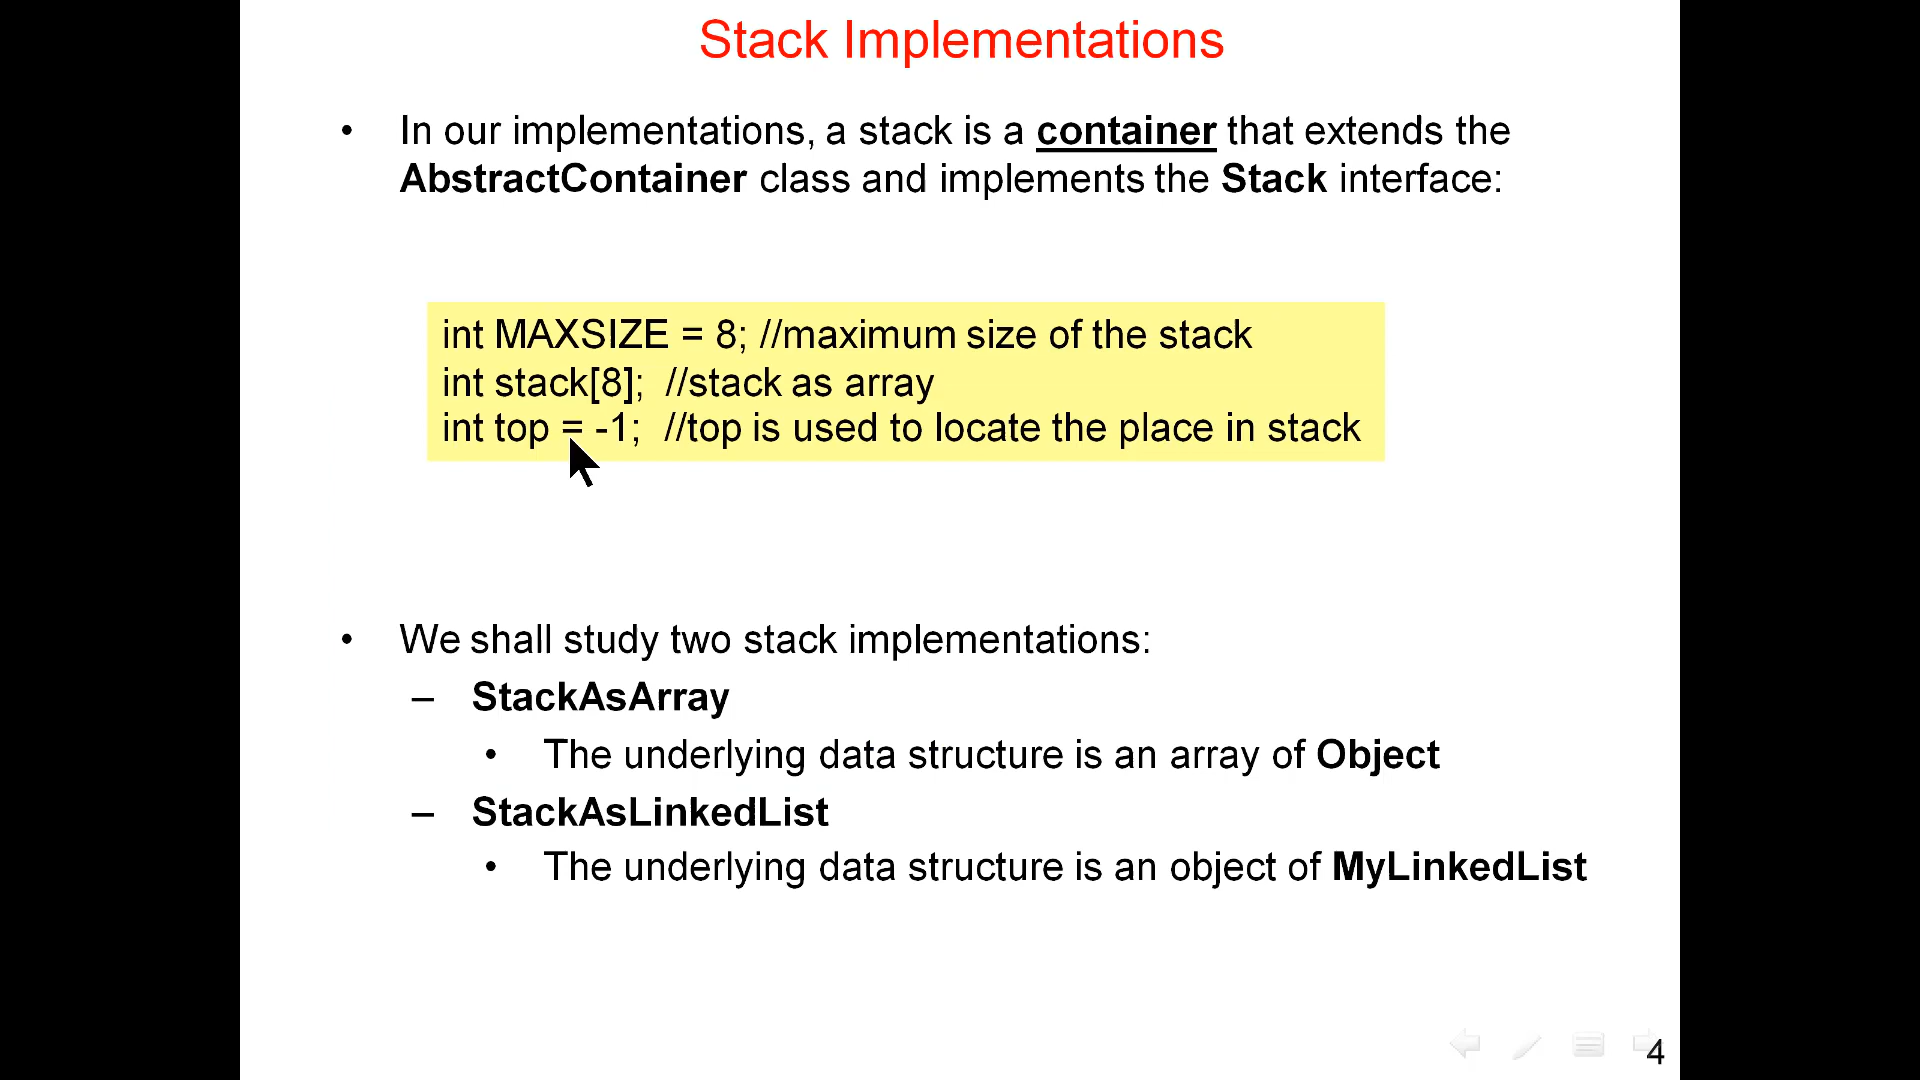 Stack Implementations
• In our implementations, a stack is a container that extends the
AbstractContainer class and implements the Stack interface:
int MAXSIZE = 8; //maximum size of the stack
int stack[8]; //stack as array
int top = -1; //top is used to locate the place in stack
• We shall study two stack implementations:
– StackAsArray
• The underlying data structure is an array of Object
– StackAsLinkedList
• The underlying data structure is an object of MyLinkedList
4